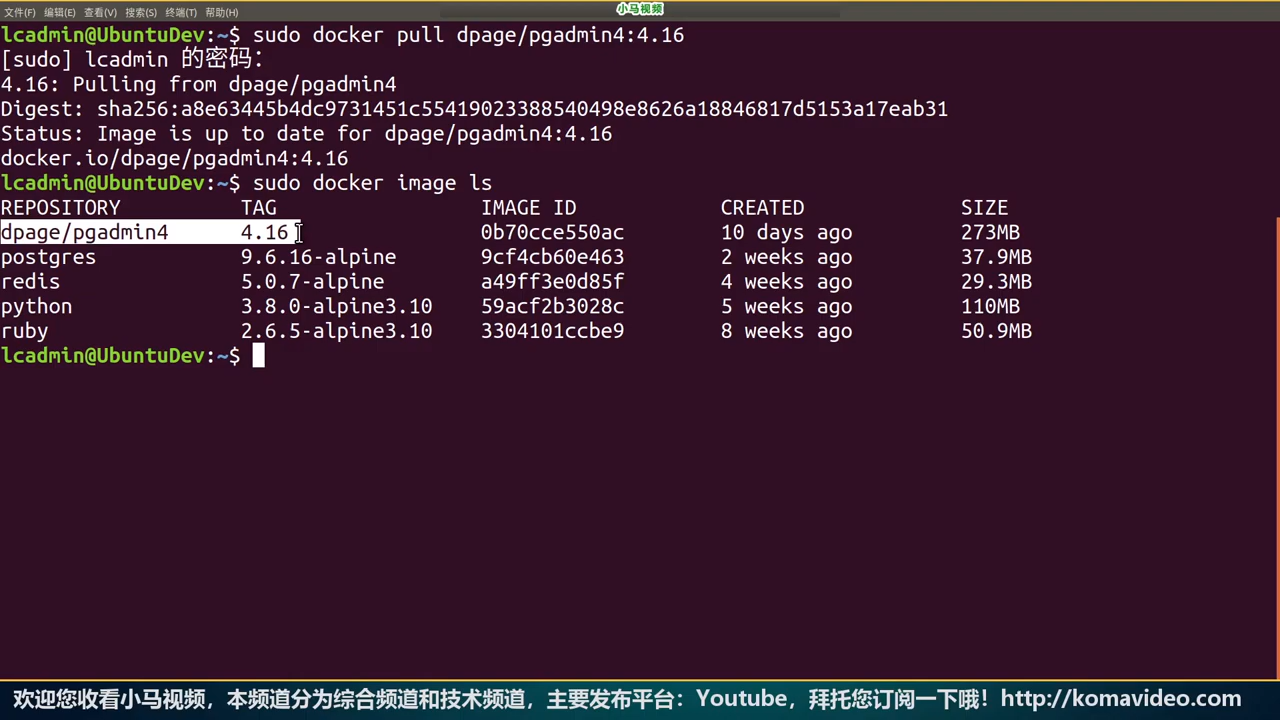 小马视频
文件(F) 编辑(E) 查看(V) 搜索(S) 终端(T) 帮助(H)
lcadmin@UbuntuDev:~$ sudo docker pull dpage/pgadmin4:4.16
[sudo] lcadmin 的密码：
4.16: Pulling from dpage/pgadmin4
Digest: sha256:a8e63445b4dc9731451c55419023388540498e8626a18846817d5153a17eab31
Status: Image is up to date for dpage/pgadmin4:4.16
docker.io/dpage/pgadmin4:4.16
lcadmin@UbuntuDev:~$ sudo docker image ls
REPOSITORY TAG IMAGE ID CREATED SIZE
dpage/pgadmin4 4.16 0b70cce550ac 10 days ago 273MB
postgres 9.6.16-alpine 9cf4cb60e463 2 weeks ago 37.9MB
redis 5.0.7-alpine a49ff3e0d85f 4 weeks ago 29.3MB
python 3.8.0-alpine3.10 59acf2b3028c 5 weeks ago 110MB
ruby 2.6.5-alpine3.10 3304101ccbe9 8 weeks ago 50.9MB
lcadmin@UbuntuDev:~$
欢迎您收看小马视频，本频道分为综合频道和技术频道，主要发布平台：Youtube，拜托您订阅一下哦！http://komavideo.com